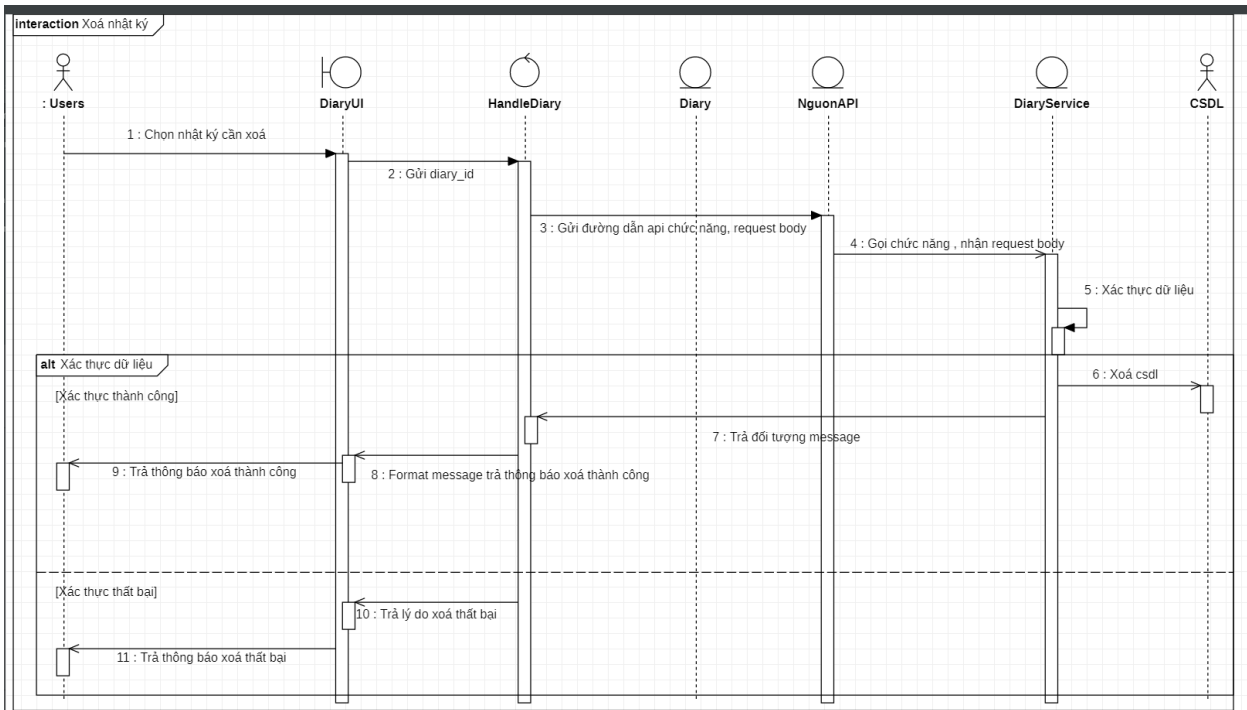 interaction Xoá nhật ký
: Users
DiaryUI
HandleDiary
Diary
NguonAPI
DiaryService
CSDL
1 : Chọn nhật ký cần xoá
2 : Gửi diary_id
3 : Gửi đường dẫn api chức năng, request body
4 : Gọi chức năng , nhận request body
5 : Xác thực dữ liệu
alt Xác thực dữ liệu
6 : Xoá csdl
[Xác thực thành công]
7 : Trả đối tượng message
9 : Trả thông báo xoá thành công
8 : Format message trả thông báo xoá thành công
[Xác thực thất bại]
10 : Trả lý do xoá thất bại
11 : Trả thông báo xoá thất bại